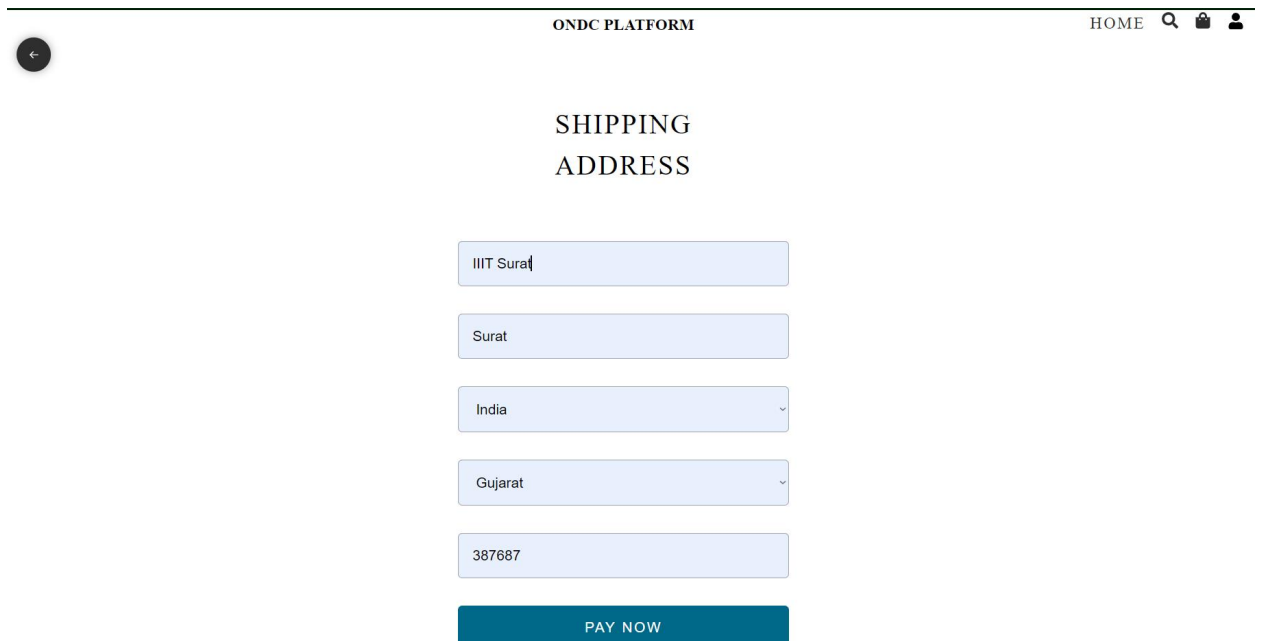 ONDC PLATFORM
HOME
SHIPPING
ADDRESS
IIIT Surat
Surat
India
Gujarat
387687
PAY NOW